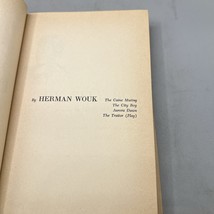 By HERMAN WOUK The Caine Mutiny
The City Boy
Aurora Dawn
The Traitor (Play)